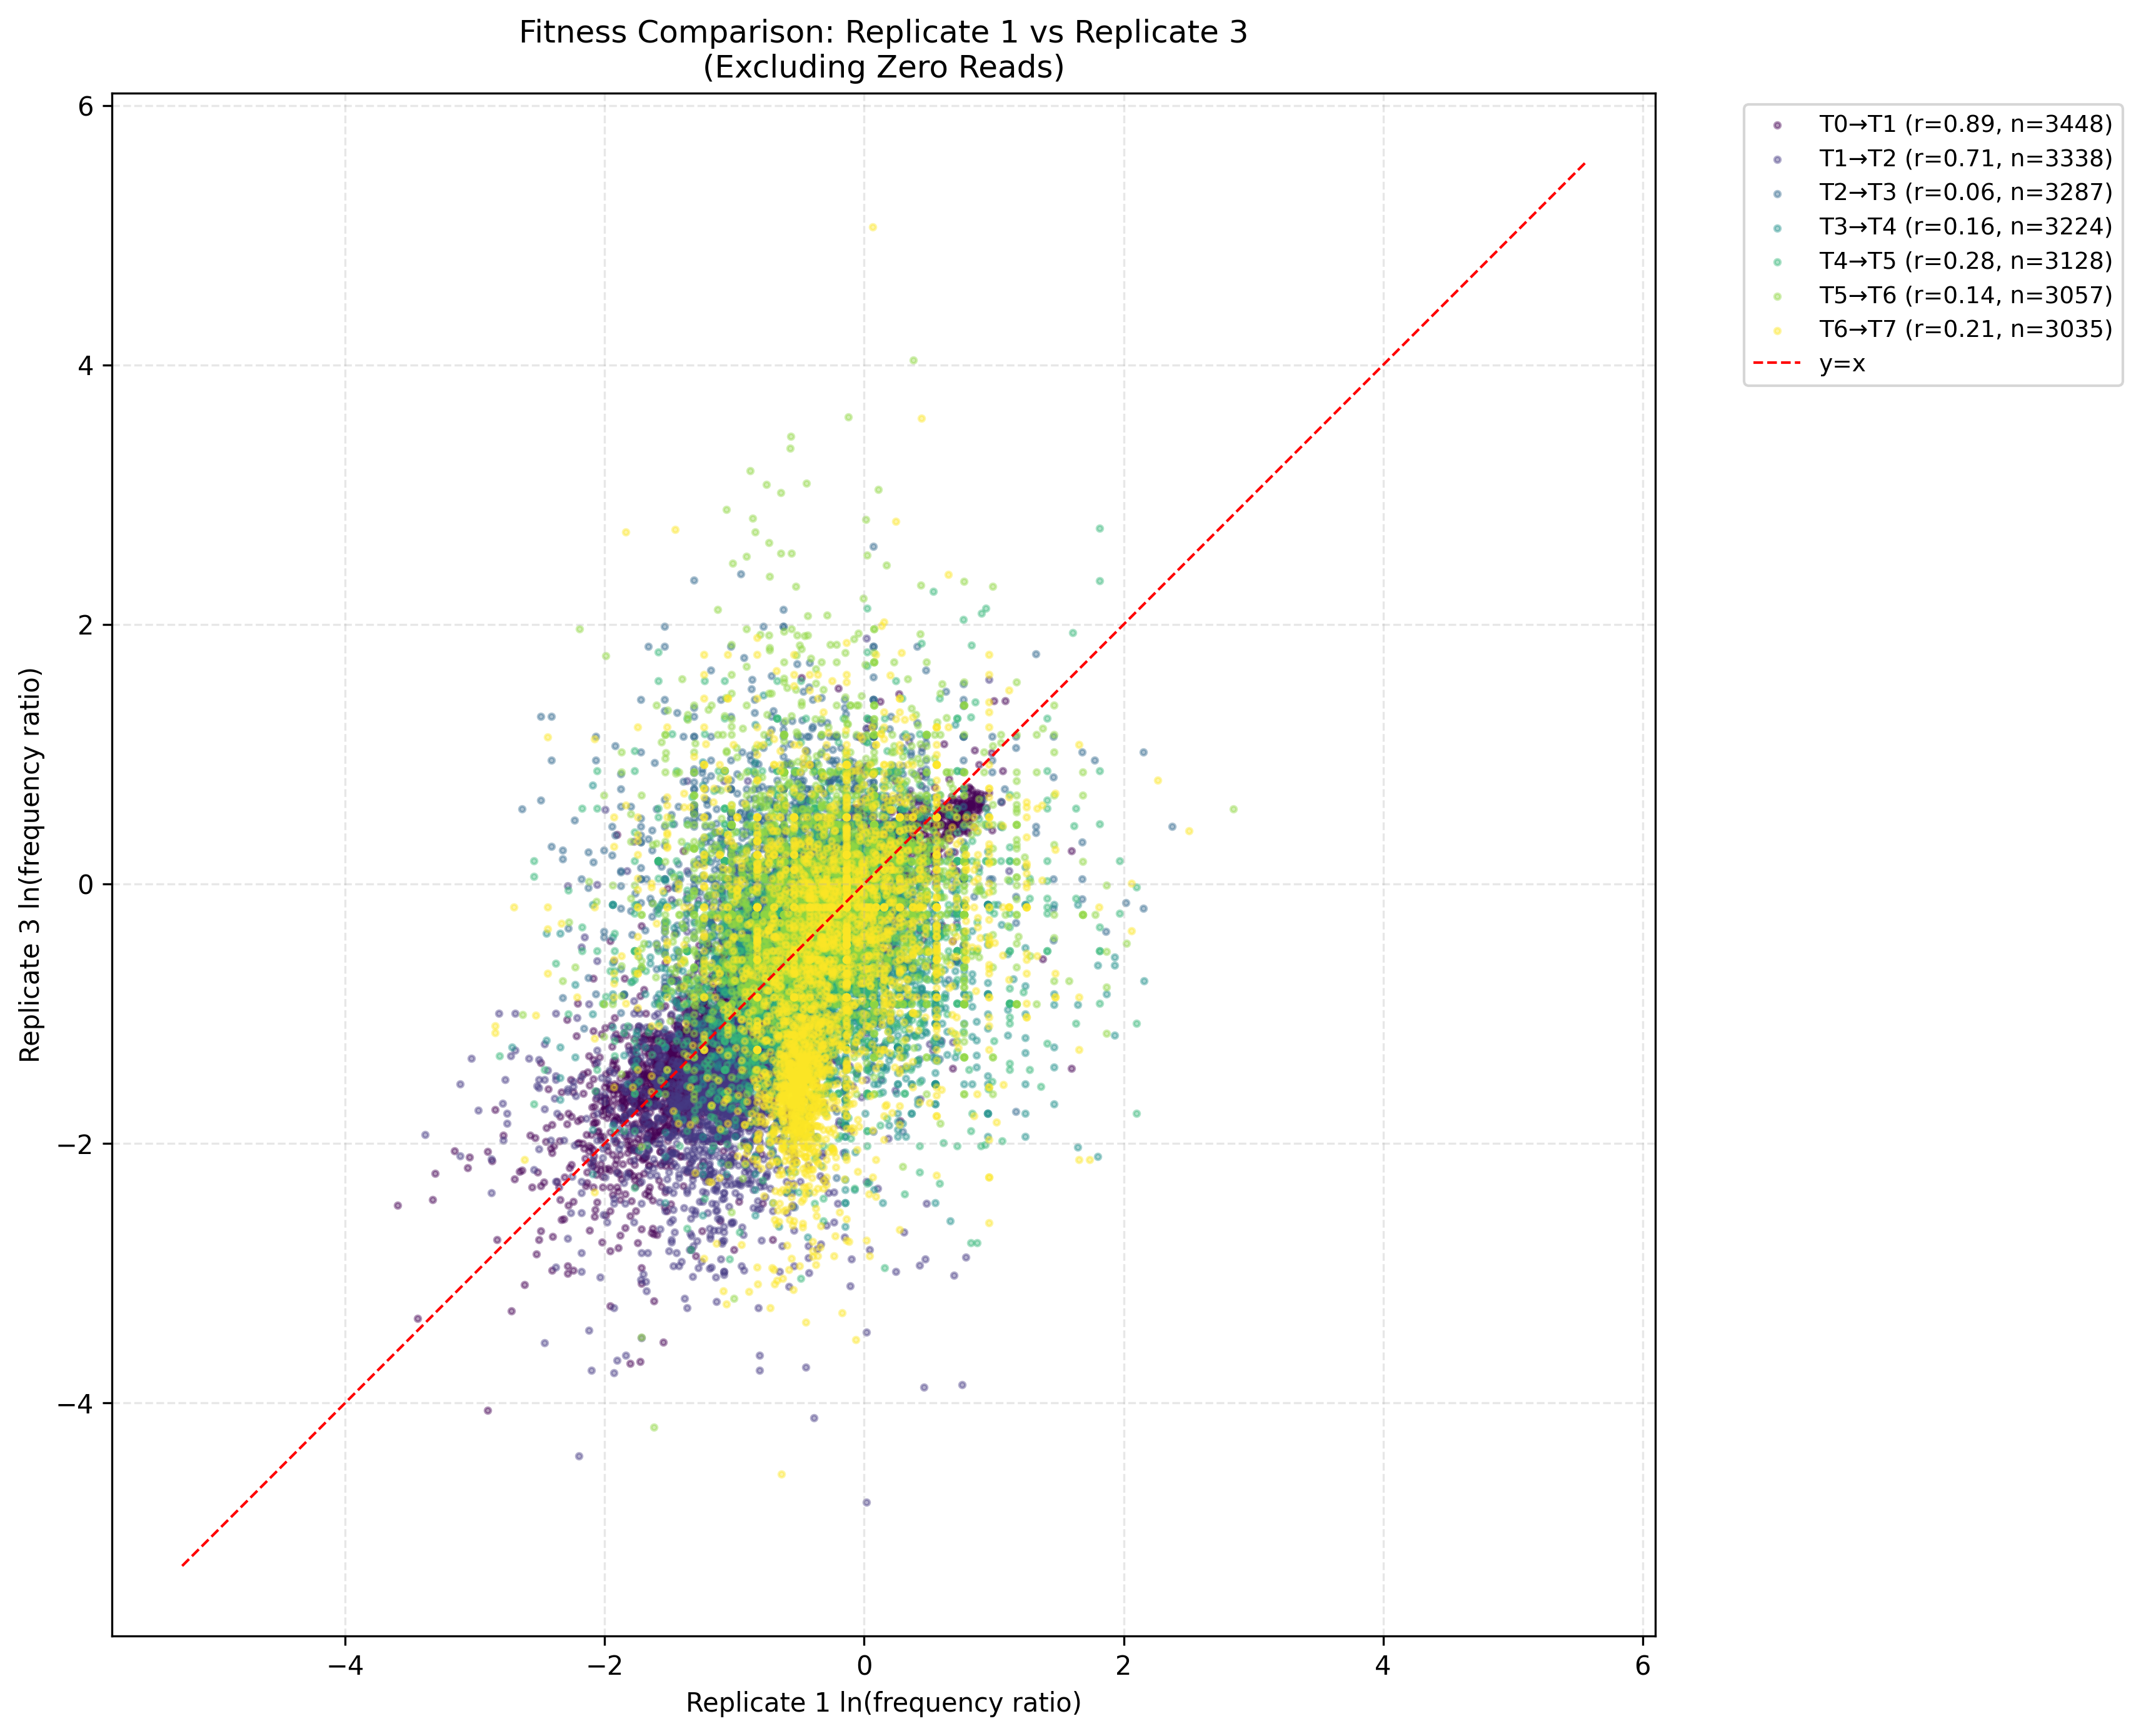 Fitness Comparison: Replicate 1 vs Replicate 3
(Excluding Zero Reads)
T0→T1 (r=0.89, n=3448)
T1→T2 (r=0.71, n=3338)
T2→T3 (r=0.06, n=3287)
T3→T4 (r=0.16, n=3224)
T4→T5 (r=0.28, n=3128)
T5→T6 (r=0.14, n=3057)
T6→T7 (r=0.21, n=3035)
y=x
Replicate 3 ln(frequency ratio)
6
4
2
0
−2
−4
−4
−2
0
2
4
6
Replicate 1 ln(frequency ratio)